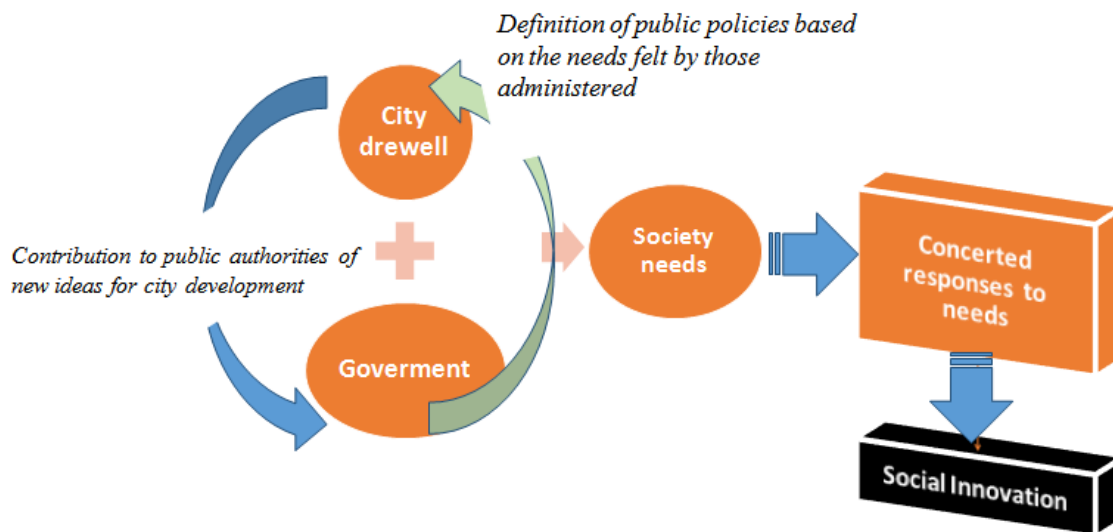 Definition of public policies based
on the needs felt by those
administered
City
drewell
Contribution to public authorities of
new ideas for city development
Goverment
Society
needs
Concerted
responses to
needs
Social Innovation